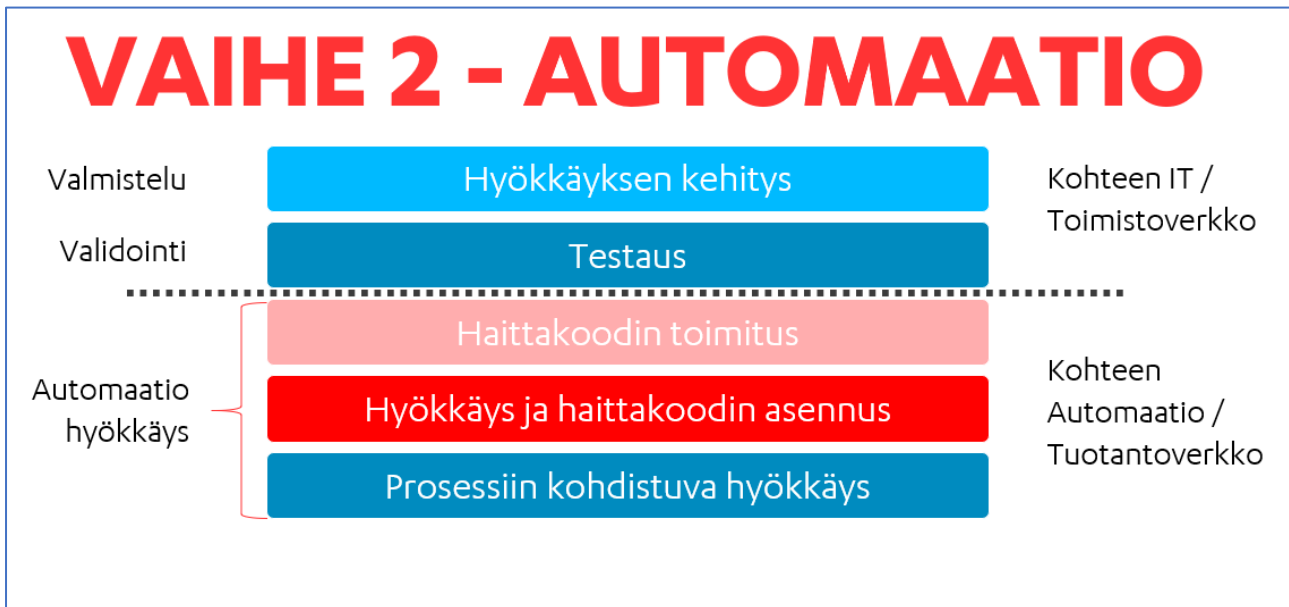 VAIHE 2 - AUTOMAATIO
Valmistelu
Hyökkäyksen kehitys
Kohteen IT /
Toimistoverkko
Validointi
Testaus
Haittakoodin toimitus
Automaatio
hyökkäys
Hyökkäys ja haittakoodin asennus
Kohteen
Automaatio /
Tuotantoverkko
Prosessiin kohdistuva hyökkäys